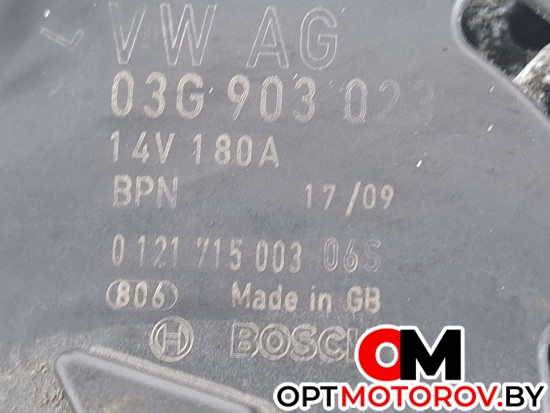 VW AG
03G 903 023
14V 180A
BPN 17/09
0 121 715 003 06S
806 Made in GB
BOSCH
OM
OPTMOTOROV.BY